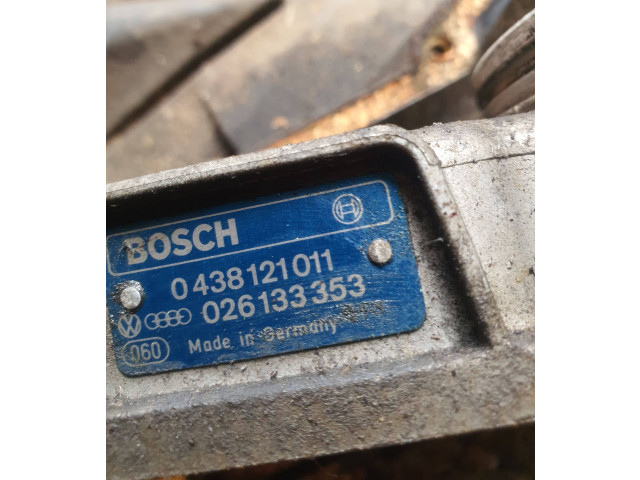 BOSCH
0 438 121 011
026 133 353
060 Made in Germany